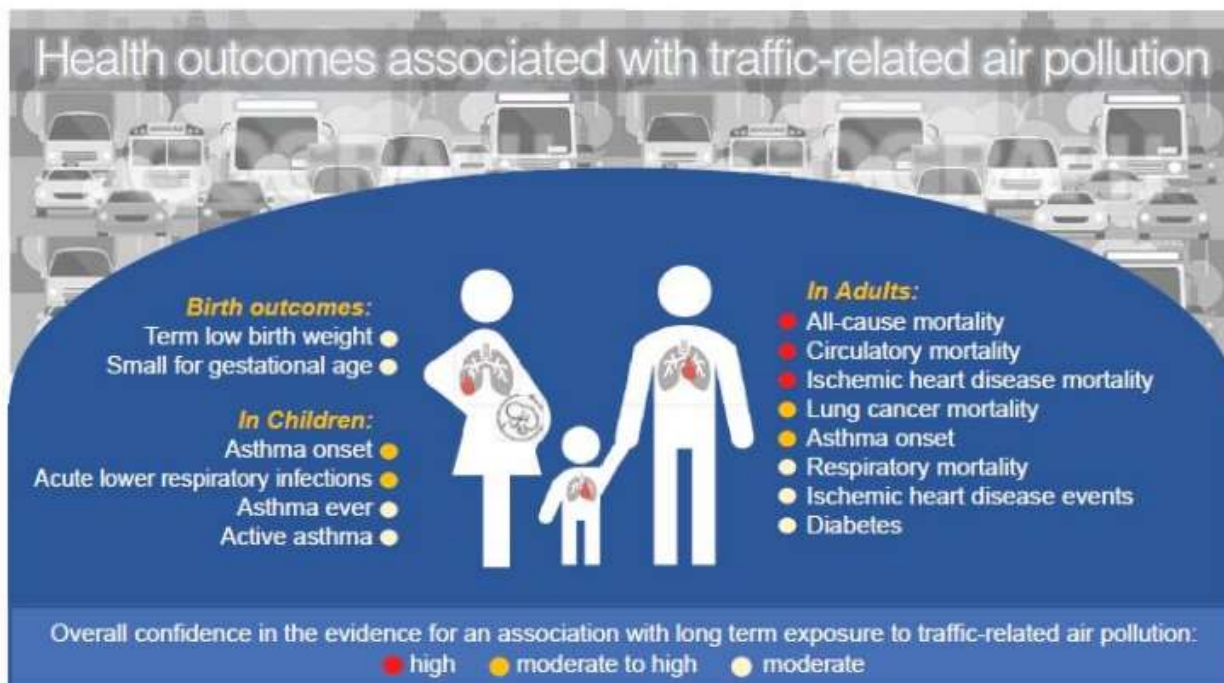 Health outcomes associated with traffic-related air pollution
Birth outcomes:
Term low birth weight
Small for gestational age
In Children:
Asthma onset
Acute lower respiratory infections
Asthma ever
Active asthma
In Adults:
All-cause mortality
Circulatory mortality
Ischemic heart disease mortality
Lung cancer mortality
Asthma onset
Respiratory mortality
Ischemic heart disease events
Diabetes
Overall confidence in the evidence for an association with long term exposure to traffic-related air pollution:
high moderate to high moderate